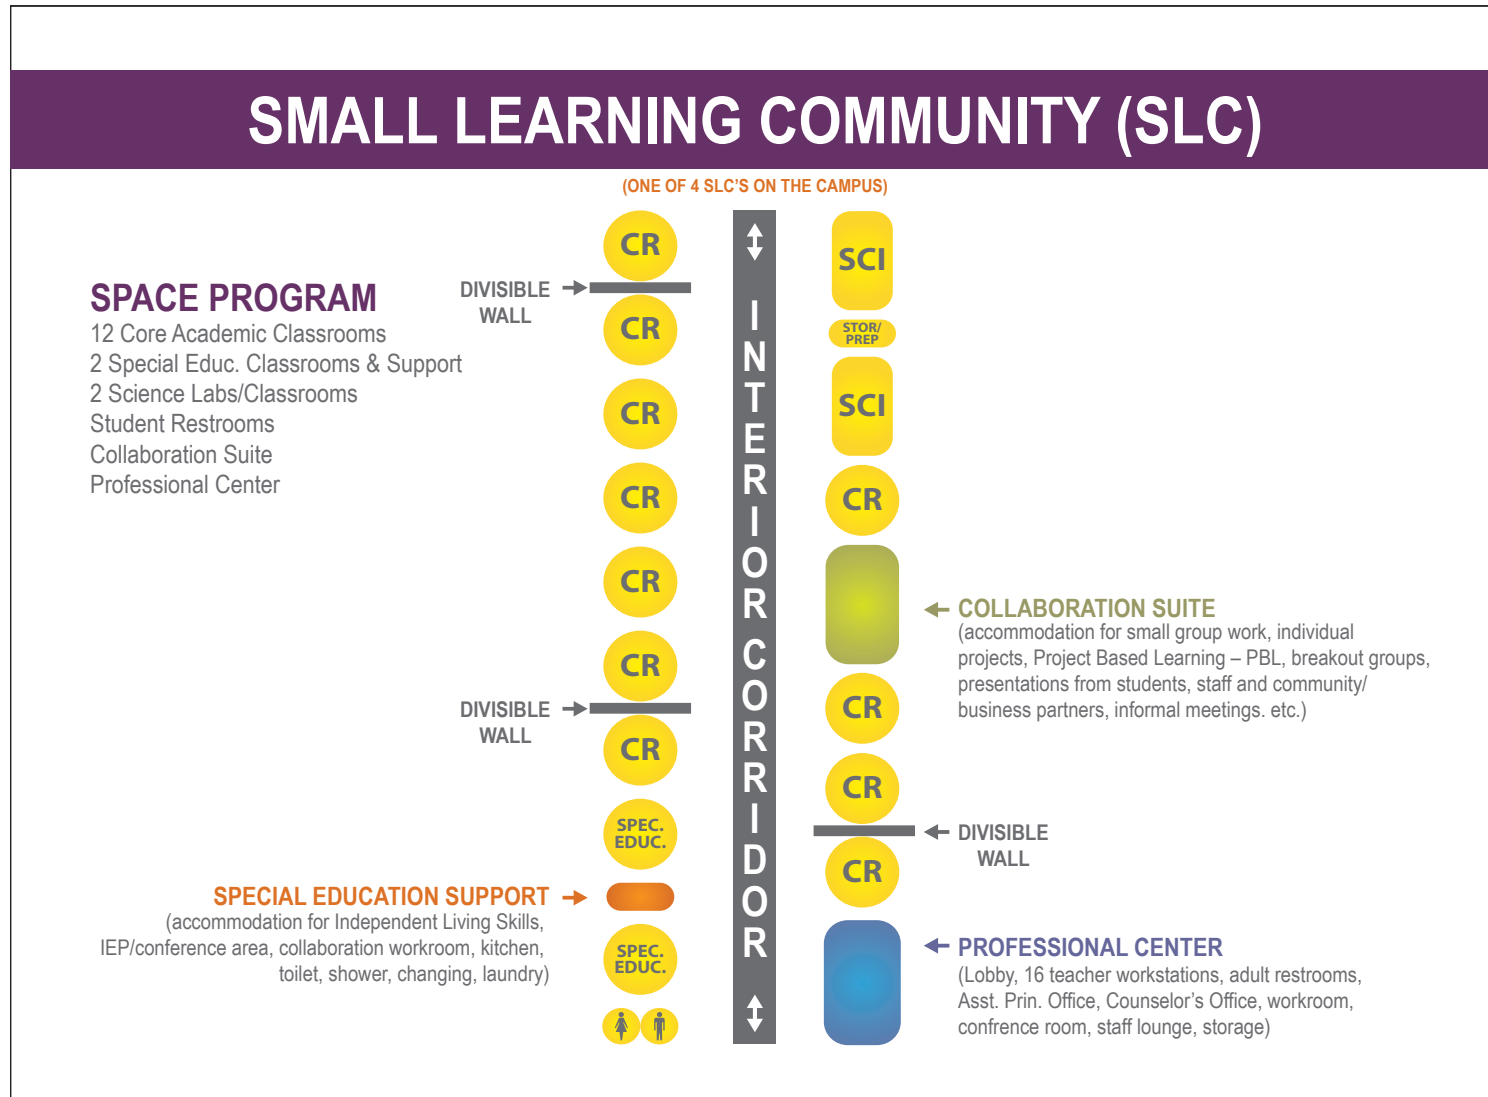 SMALL LEARNING COMMUNITY (SLC)
(ONE OF 4 SLC'S ON THE CAMPUS)
SPACE PROGRAM
12 Core Academic Classrooms
2 Special Educ. Classrooms & Support
2 Science Labs/Classrooms
Student Restrooms
Collaboration Suite
Professional Center
CR
DIVISIBLE
WALL
CR
CR
CR
CR
CR
DIVISIBLE
WALL
CR
SPEC.
EDUC.
SPECIAL EDUCATION SUPPORT
(accommodation for Independent Living Skills,
IEP/conference area, collaboration workroom, kitchen,
toilet, shower, changing, laundry)
SPEC.
EDUC.
INTERIOR CORRIDOR
SCI
STOR/
PREP
SCI
CR
COLLABORATION SUITE
(accommodation for small group work, individual
projects, Project Based Learning – PBL, breakout groups,
presentations from students, staff and community/
business partners, informal meetings. etc.)
CR
CR
DIVISIBLE
WALL
CR
PROFESSIONAL CENTER
(Lobby, 16 teacher workstations, adult restrooms,
Asst. Prin. Office, Counselor's Office, workroom,
confrence room, staff lounge, storage)